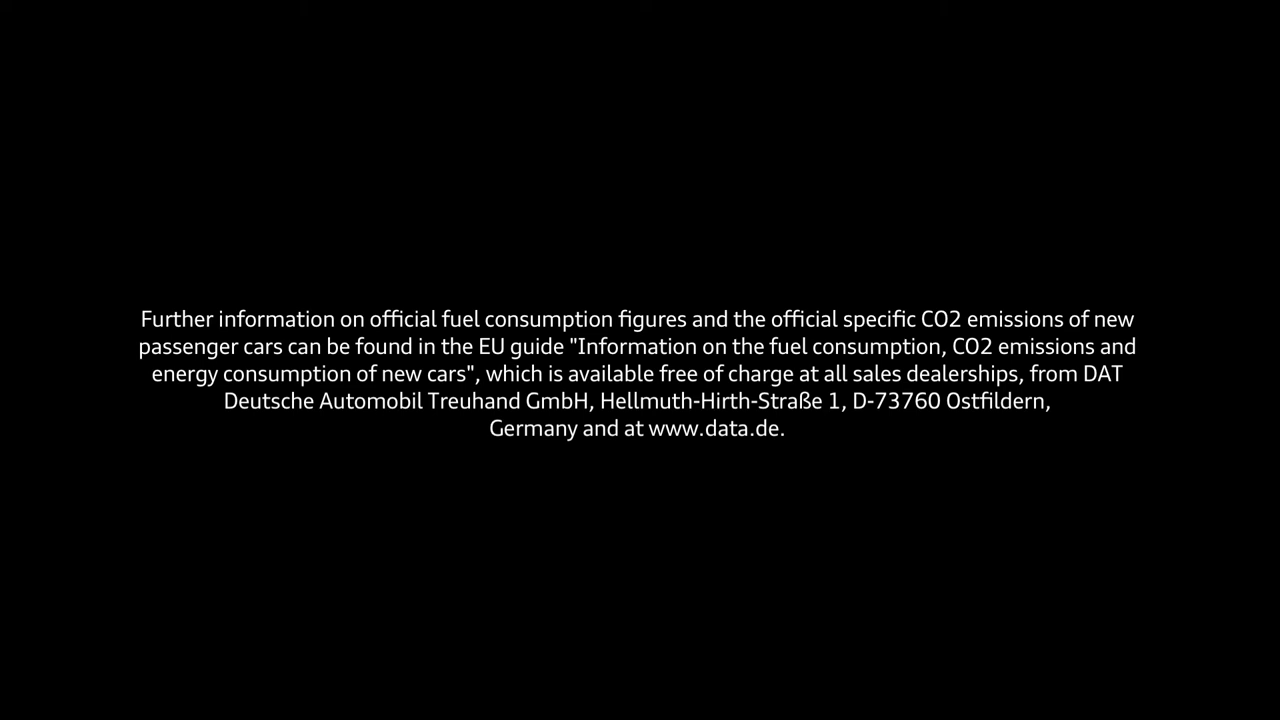 Further information on official fuel consumption figures and the official specific CO2 emissions of new
passenger cars can be found in the EU guide "Information on the fuel consumption, CO2 emissions and
energy consumption of new cars", which is available free of charge at all sales dealerships, from DAT
Deutsche Automobil Treuhand GmbH, Hellmuth-Hirth-Straße 1, D-73760 Ostfildern,
Germany and at www.data.de.